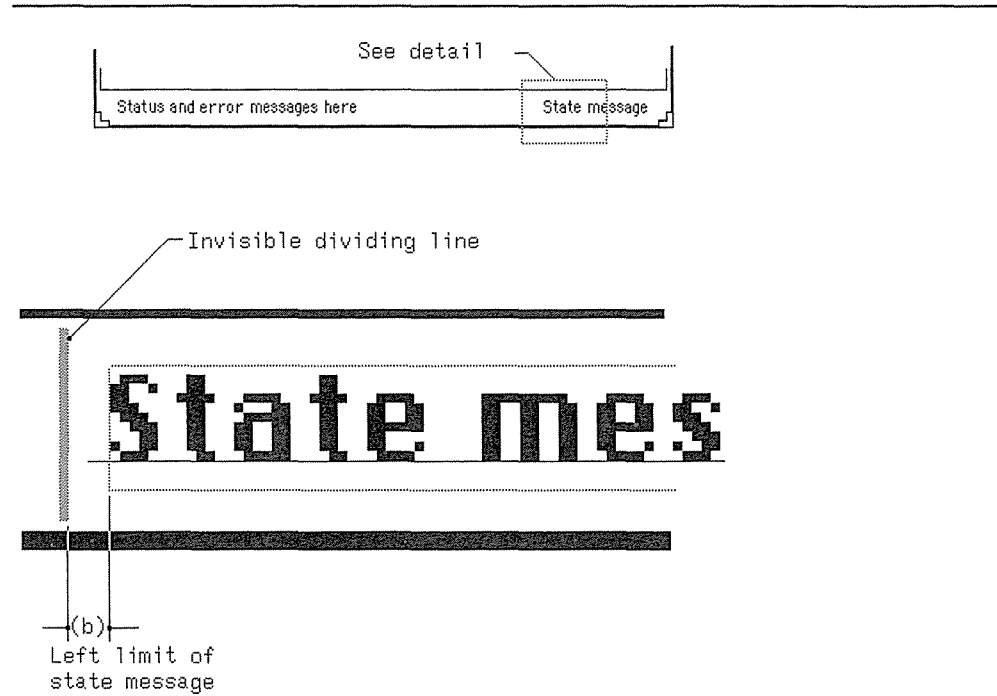 See detail
Status and error messages here
State message
Invisible dividing line
State mes
(b)
Left limit of
state message